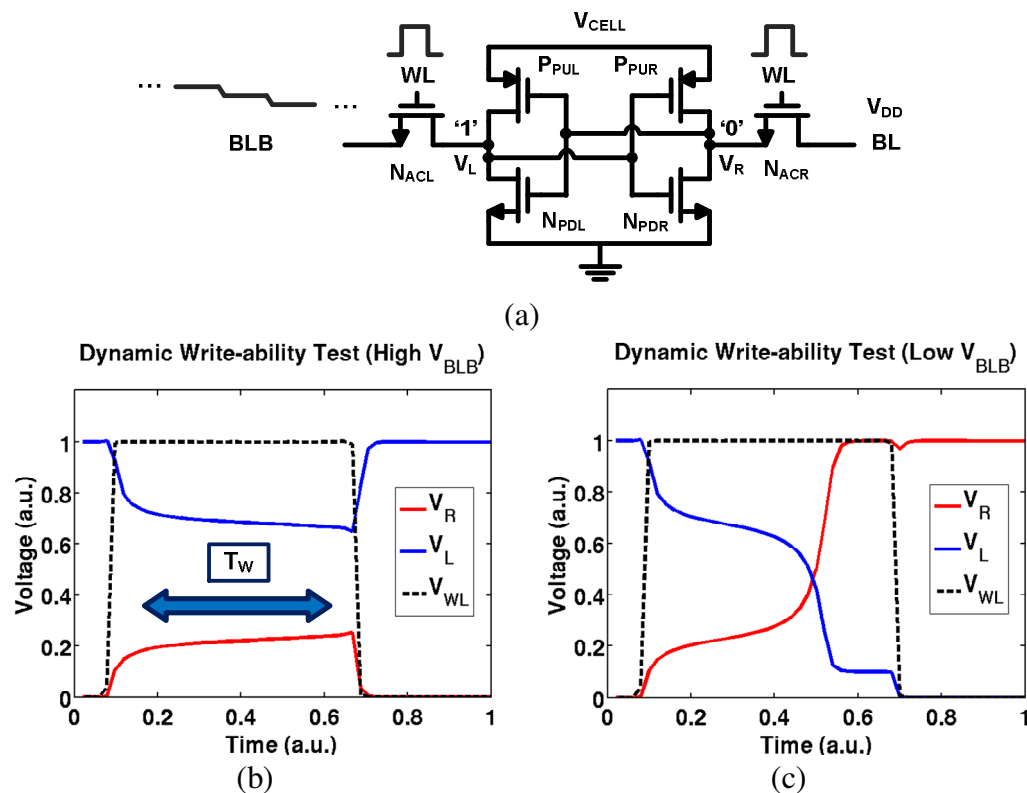 V_CELL
WL
P_PUL
P_PUR
WL
V_DD
... ...
BLB
'1'
'0'
BL
N_ACL
V_L
V_R
N_ACR
N_PDL
N_PDR
(a)
Dynamic Write-ability Test (High V_BLB)
Voltage (a.u.)
1
0.8
0.6
0.4
0.2
0
T_W
V_R
V_L
V_WL
0 0.2 0.4 0.6 0.8 1
Time (a.u.)
(b)
Dynamic Write-ability Test (Low V_BLB)
Voltage (a.u.)
1
0.8
0.6
0.4
0.2
0
V_R
V_L
V_WL
0 0.2 0.4 0.6 0.8 1
Time (a.u.)
(c)